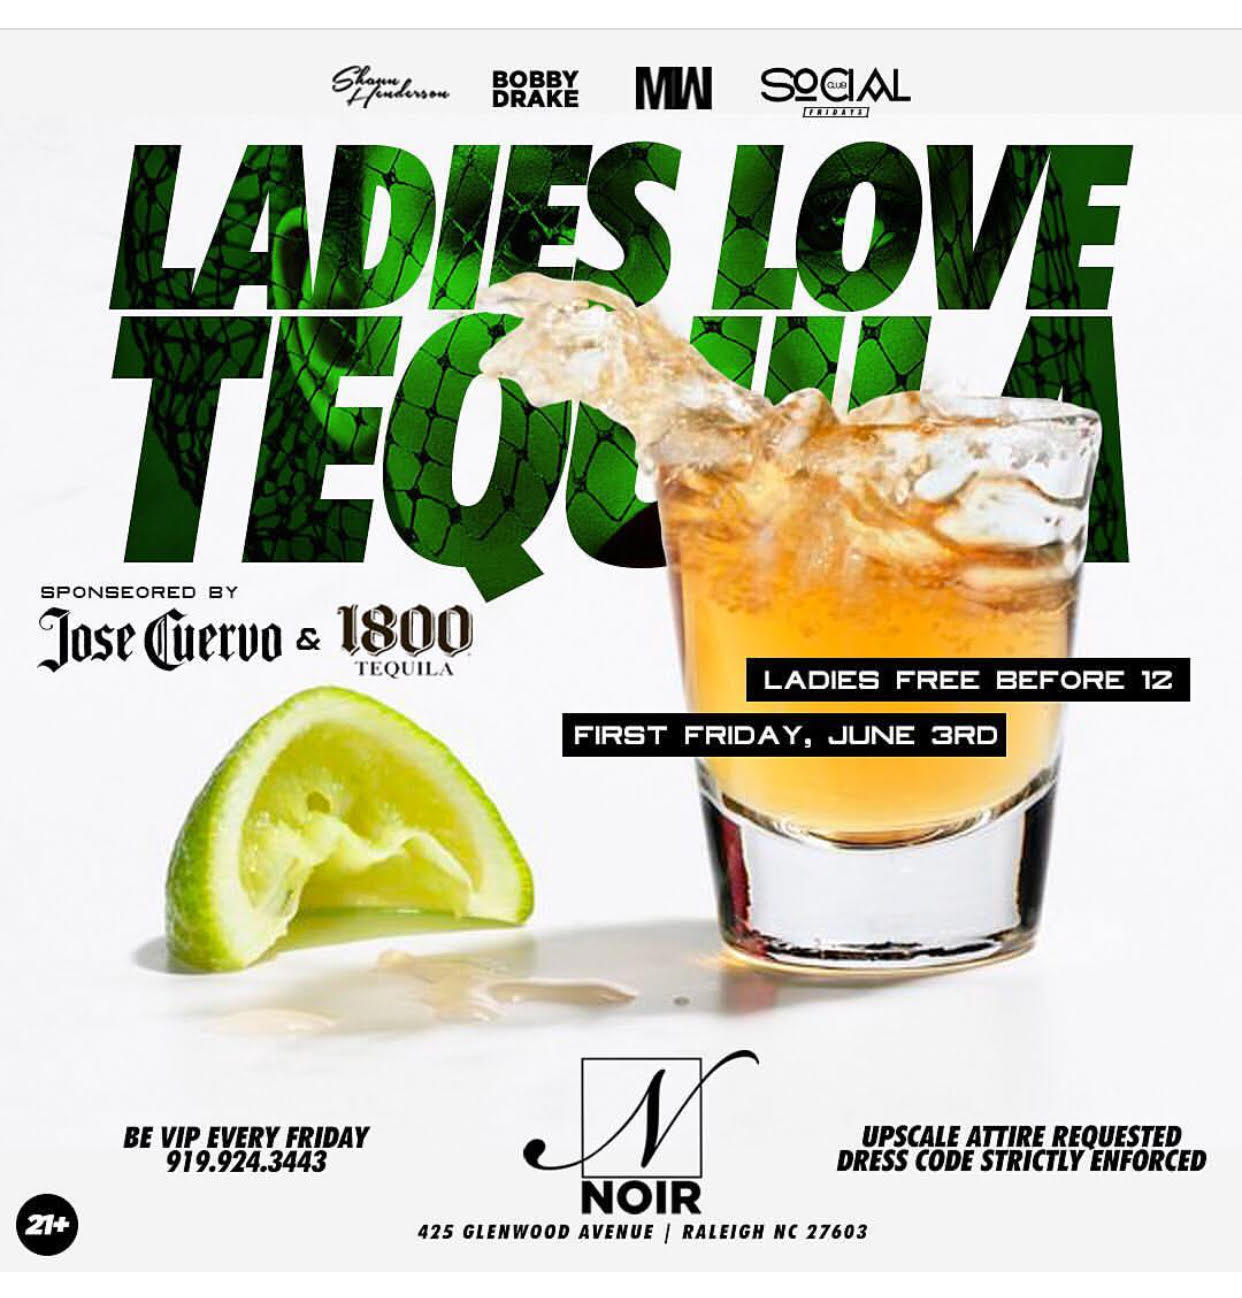 Shaun
Henderson
BOBBY
DRAKE
MW
SOCIAL
CLUB
FRIDAYS
LADIES LOVE
TEQUILA
SPONSEORED BY
Jose Cuervo & 1800
TEQUILA
LADIES FREE BEFORE 12
FIRST FRIDAY, JUNE 3RD
BE VIP EVERY FRIDAY
919.924.3443
N
NOIR
425 GLENWOOD AVENUE | RALEIGH NC 27603
UPSCALE ATTIRE REQUESTED
DRESS CODE STRICTLY ENFORCED
21+